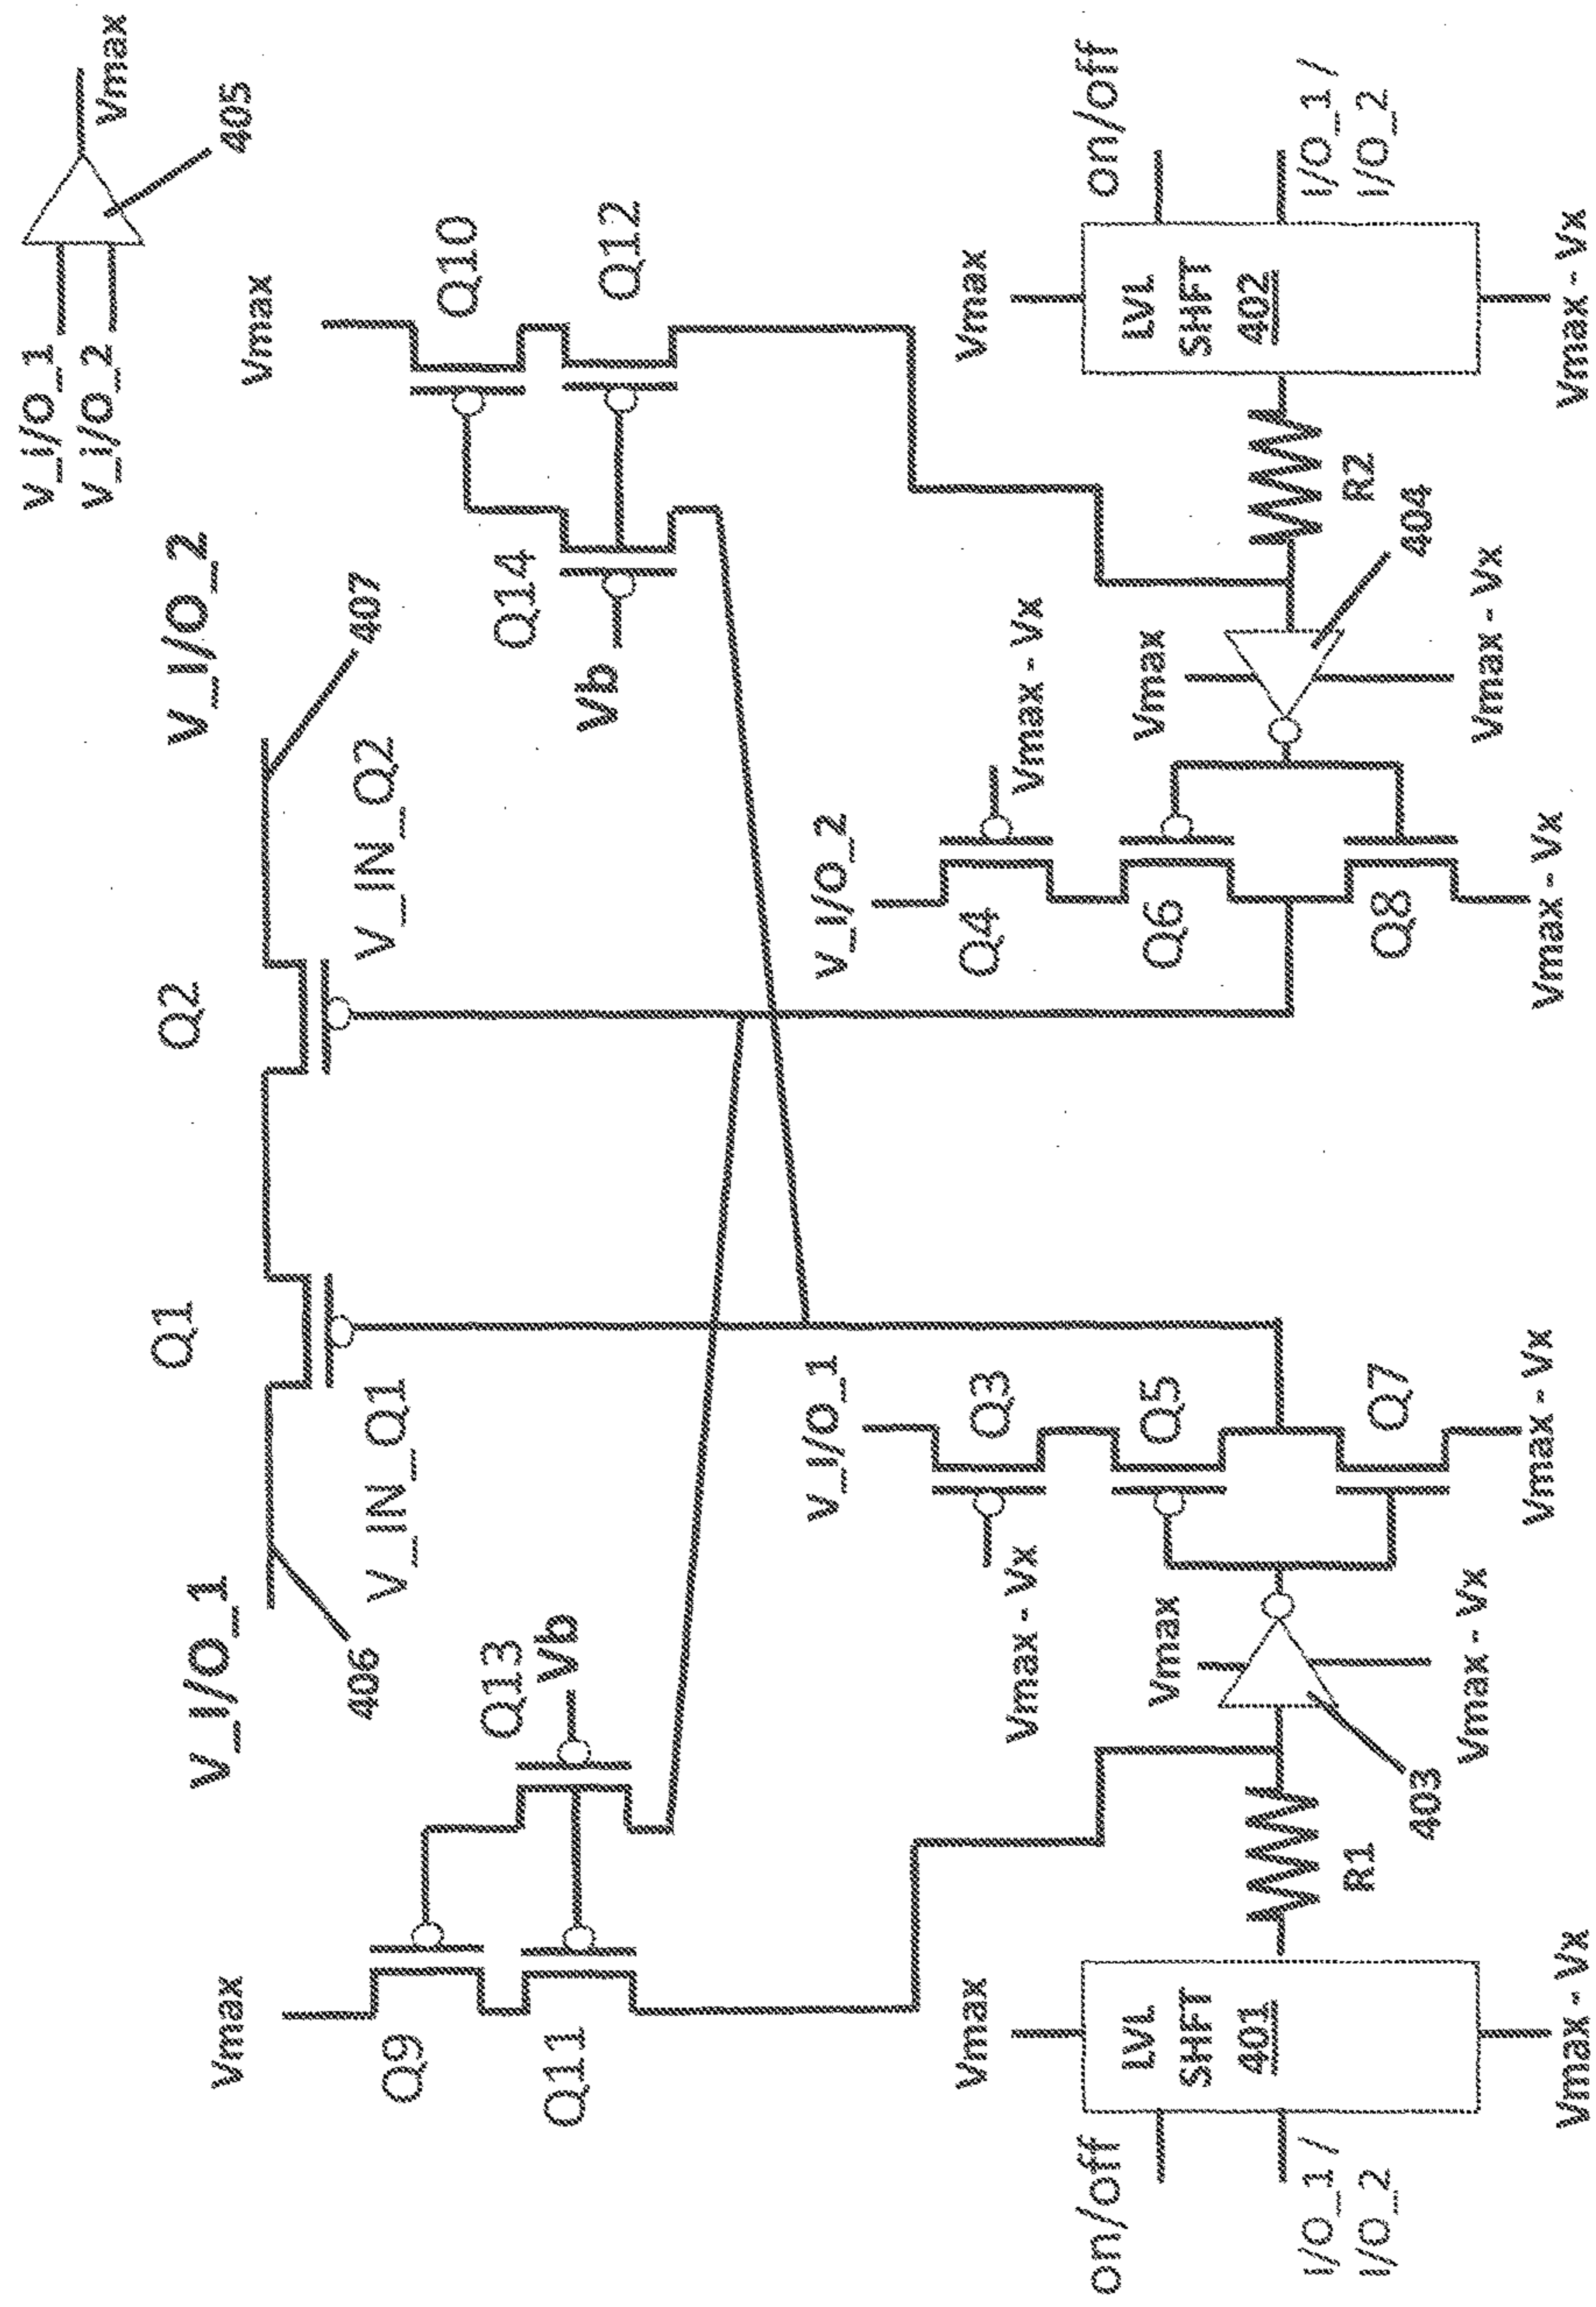 V_I/O_1
V_I/O_2
Vmax
405
V_I/O_1
406
Q1
V_IN_Q1
Q2
V_IN_Q2
V_I/O_2
407
Vmax
Q9
Q11
Q13
Vb
Vmax
Q10
Q12
Q14
Vb
V_I/O_1
Q3
Vmax - Vx
Q5
Q7
Vmax - Vx
V_I/O_2
Q4
Vmax - Vx
Q6
Q8
Vmax - Vx
Vmax
on/off
I/O_1 /
I/O_2
LVL
SHFT
401
Vmax - Vx
R1
Vmax
403
Vmax - Vx
Vmax
404
Vmax - Vx
R2
Vmax
LVL
SHFT
402
on/off
I/O_1 /
I/O_2
Vmax - Vx